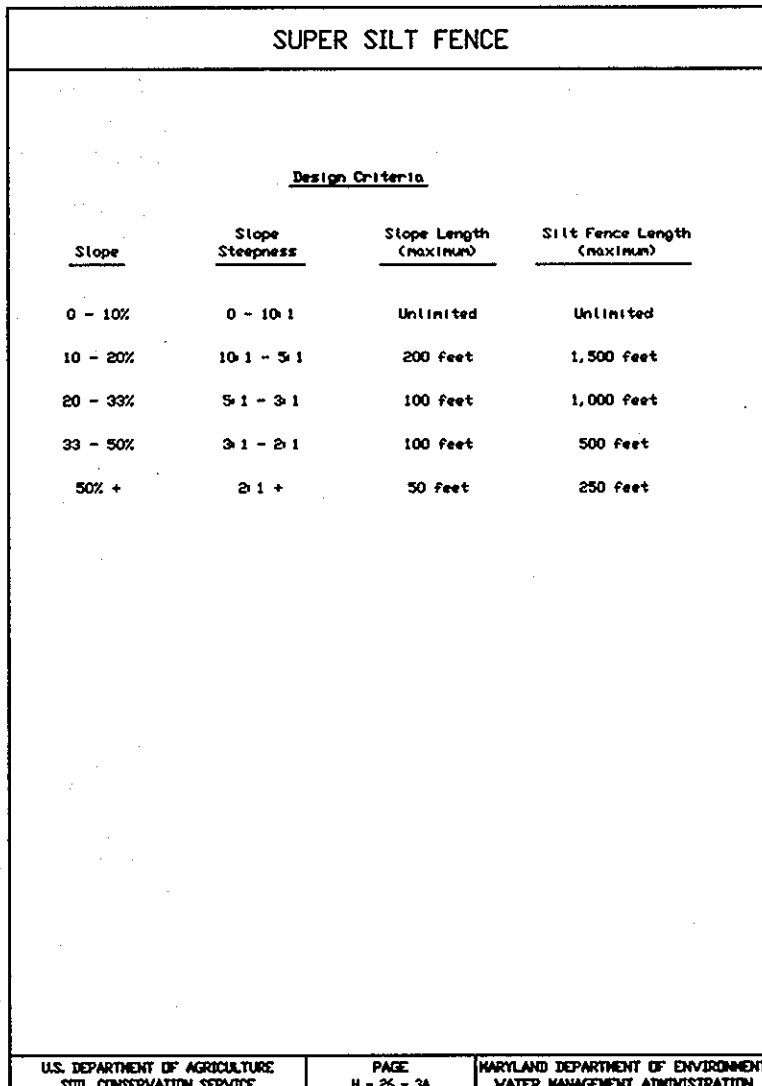 SUPER SILT FENCE
Design Criteria
Slope Slope Steepness Slope Length (maximum) Silt Fence Length (maximum)
0 - 10% 0 - 10:1 Unlimited Unlimited
10 - 20% 10:1 - 5:1 200 feet 1,500 feet
20 - 33% 5:1 - 3:1 100 feet 1,000 feet
33 - 50% 3:1 - 2:1 100 feet 500 feet
50% + 2:1 + 50 feet 250 feet
U.S. DEPARTMENT OF AGRICULTURE PAGE MARYLAND DEPARTMENT OF ENVIRONMENT
SOIL CONSERVATION SERVICE H - 26 - 3A WATER MANAGEMENT ADMINISTRATION